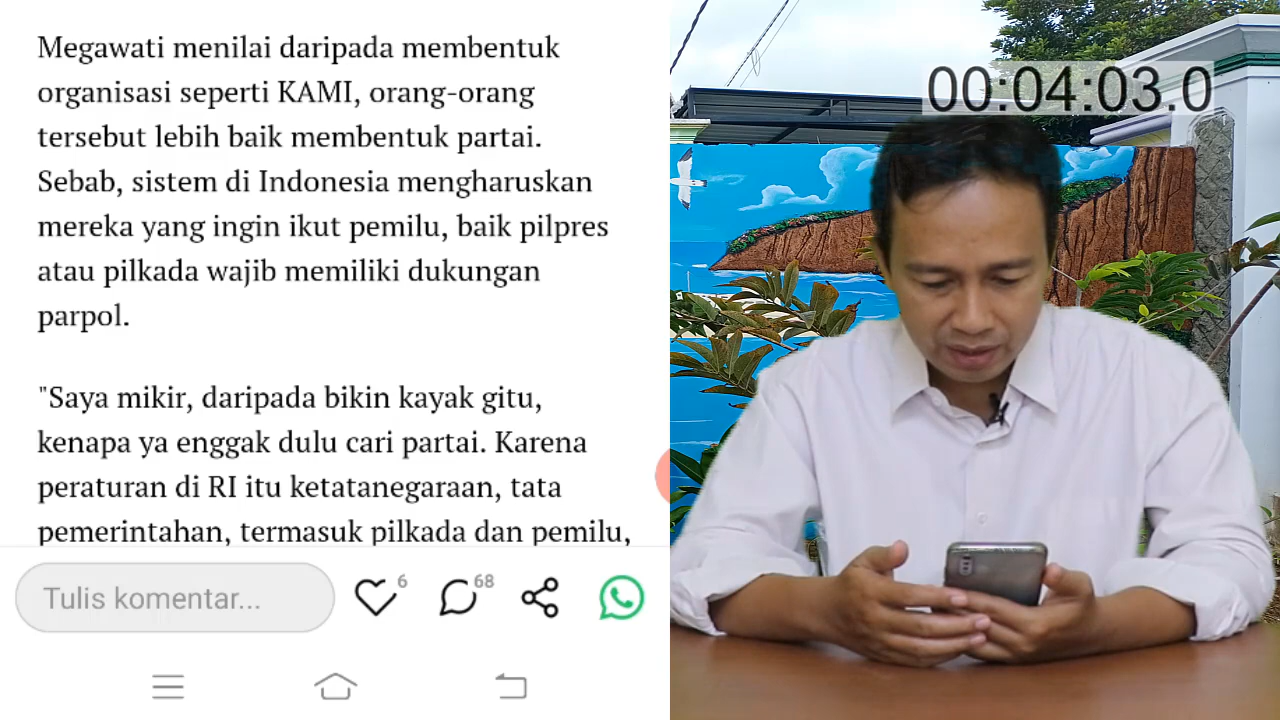 Megawati menilai daripada membentuk
organisasi seperti KAMI, orang-orang
tersebut lebih baik membentuk partai.
Sebab, sistem di Indonesia mengharuskan
mereka yang ingin ikut pemilu, baik pilpres
atau pilkada wajib memiliki dukungan
parpol.
"Saya mikir, daripada bikin kayak gitu,
kenapa ya enggak dulu cari partai. Karena
peraturan di RI itu ketatanegaraan, tata
pemerintahan, termasuk pilkada dan pemilu,
Tulis komentar...
6
68
00:04:03.0